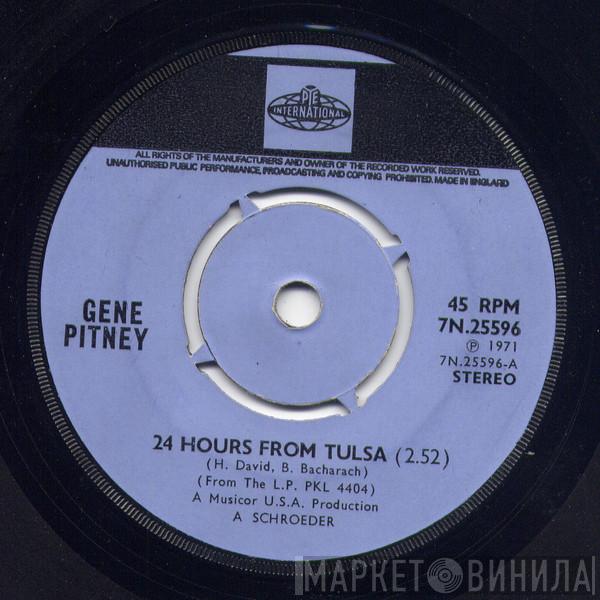 PYE
INTERNATIONAL
ALL RIGHTS OF THE MANUFACTURERS AND OWNER OF THE RECORDED WORK RESERVED.
UNAUTHORISED PUBLIC PERFORMANCE, BROADCASTING AND COPYING PROHIBITED. MADE IN ENGLAND
GENE
PITNEY
45 RPM
7N.25596
℗ 1971
7N.25596-A
STEREO
24 HOURS FROM TULSA (2.52)
(H. David, B. Bacharach)
(From The L.P. PKL 4404)
A Musicor U.S.A. Production
A SCHROEDER
МАРКЕТ ВИНИЛА